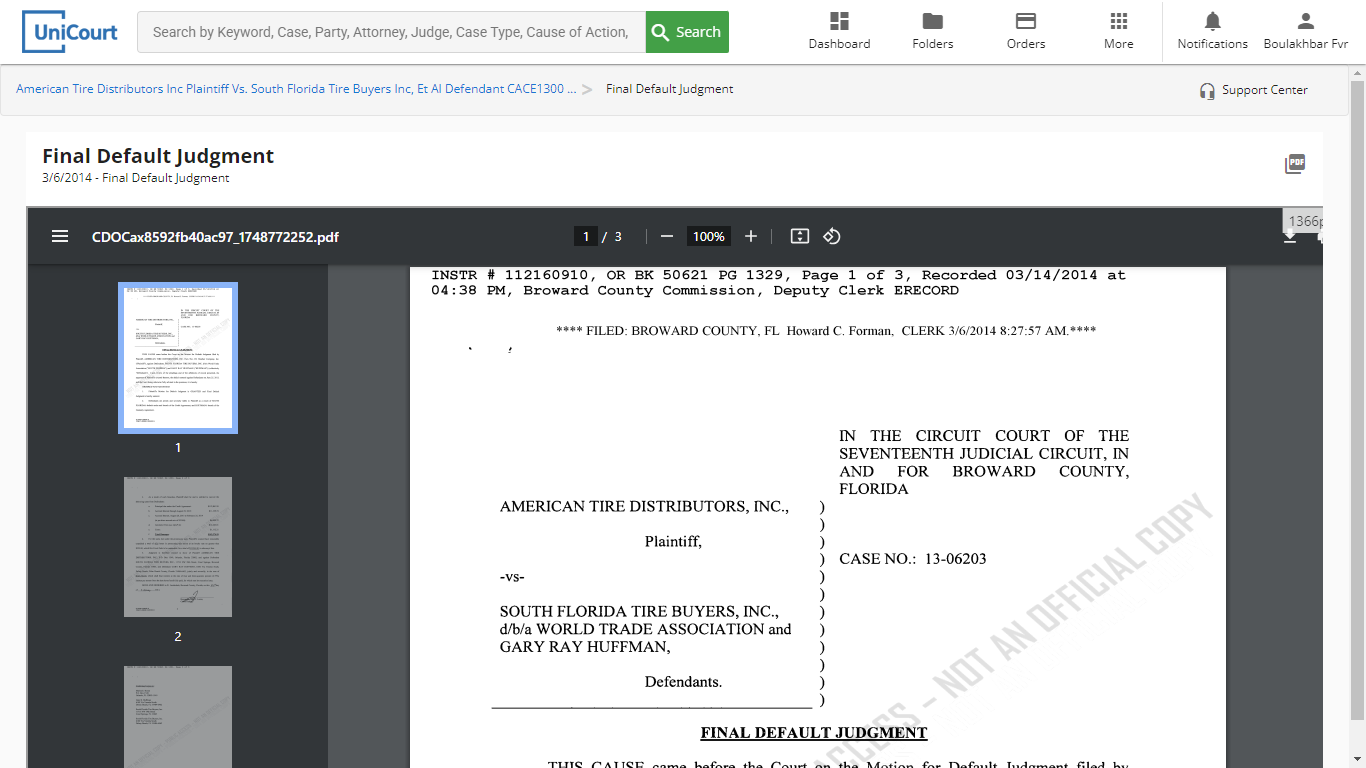 UniCourt
Search by Keyword, Case, Party, Attorney, Judge, Case Type, Cause of Action,
Search
Dashboard
Folders
Orders
More
Notifications
Boulakhbar Fvr
American Tire Distributors Inc Plaintiff Vs. South Florida Tire Buyers Inc, Et Al Defendant CACE1300 ... > Final Default Judgment
Support Center
Final Default Judgment
3/6/2014 - Final Default Judgment
PDF
1366p
CDOCax8592fb40ac97_1748772252.pdf
1 / 3
100%
1
2
INSTR # 112160910, OR BK 50621 PG 1329, Page 1 of 3, Recorded 03/14/2014 at
04:38 PM, Broward County Commission, Deputy Clerk ERECORD
**** FILED: BROWARD COUNTY, FL Howard C. Forman, CLERK 3/6/2014 8:27:57 AM.****
IN THE CIRCUIT COURT OF THE
SEVENTEENTH JUDICIAL CIRCUIT, IN
AND FOR BROWARD COUNTY,
FLORIDA
AMERICAN TIRE DISTRIBUTORS, INC., )
)
Plaintiff, )
) CASE NO.: 13-06203
-vs- )
)
SOUTH FLORIDA TIRE BUYERS, INC., )
d/b/a WORLD TRADE ASSOCIATION and )
GARY RAY HUFFMAN, )
)
Defendants. )
)
FINAL DEFAULT JUDGMENT
THIS CAUSE came before the Court on the Motion for Default Judgment filed by
ACCESS - NOT AN OFFICIAL COPY